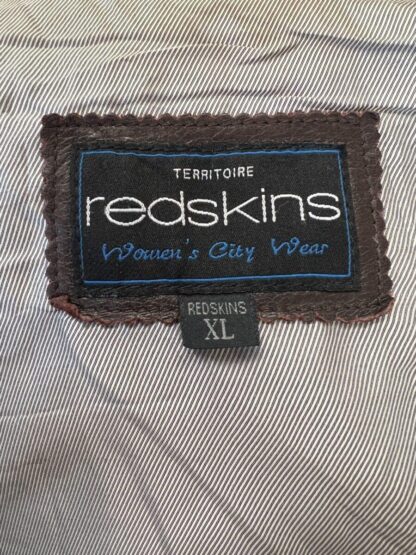 TERRITOIRE
redskins
Women's City Wear
REDSKINS
XL